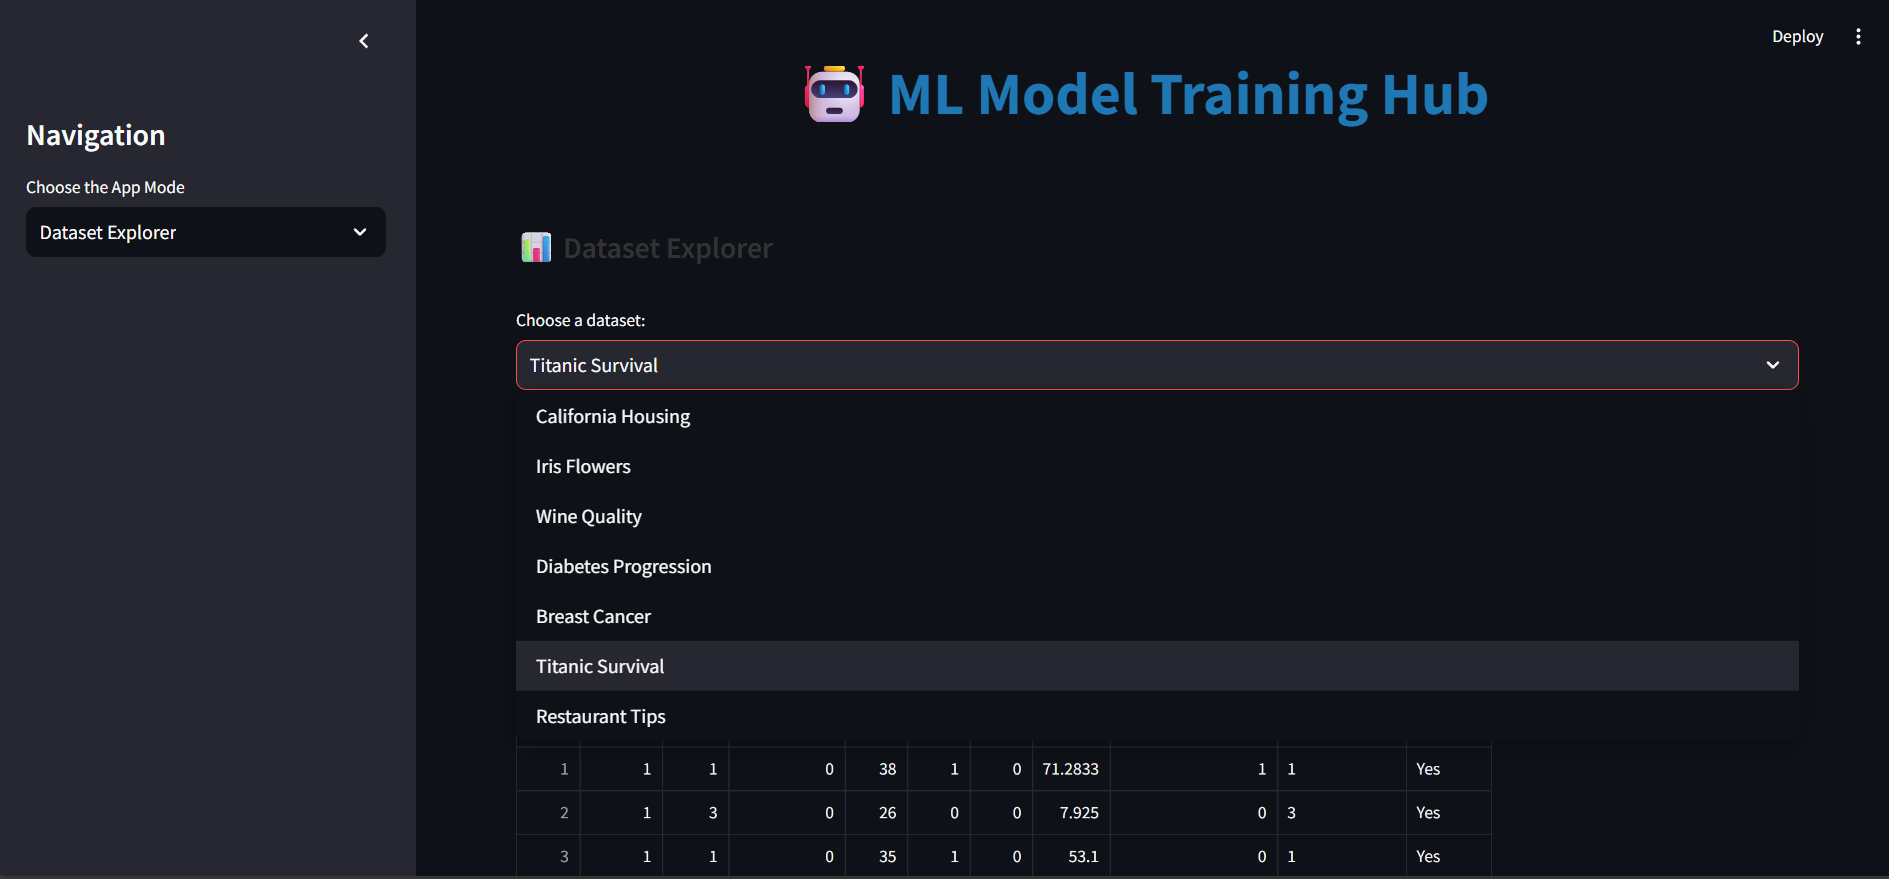 Deploy
ML Model Training Hub
Navigation
Choose the App Mode
Dataset Explorer
Dataset Explorer
Choose a dataset:
Titanic Survival
California Housing
Iris Flowers
Wine Quality
Diabetes Progression
Breast Cancer
Titanic Survival
Restaurant Tips
1 1 1 0 38 1 0 71.2833 1 1 Yes
2 1 3 0 26 0 0 7.925 0 3 Yes
3 1 1 0 35 1 0 53.1 0 1 Yes